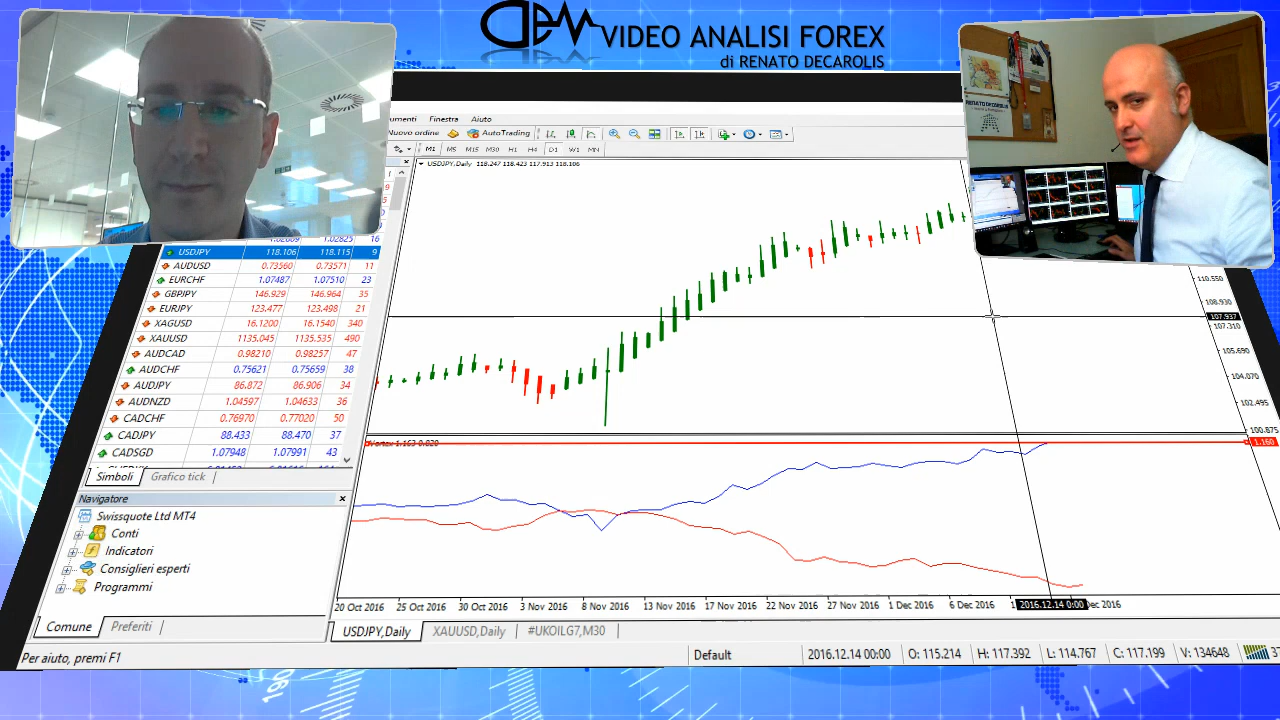 VIDEO ANALISI FOREX
di RENATO DECAROLIS
RENATO DECAROLIS
Finestra Aiuto
Nuovo ordine AutoTrading
M1 M5 M15 M30 H1 H4 D1 W1 MN
USDJPY,Daily 118.247 118.423 117.913 118.106
USDJPY 118.106 118.115 9
AUDUSD 0.73560 0.73571 11
EURCHF 1.07487 1.07510 23
GBPJPY 146.929 146.964 35
EURJPY 123.477 123.498 21
XAGUSD 16.1200 16.1540 340
XAUUSD 1135.045 1135.535 490
AUDCAD 0.98210 0.98257 47
AUDCHF 0.75621 0.75659 38
AUDJPY 86.872 86.906 34
AUDNZD 1.04597 1.04633 36
CADCHF 0.76970 0.77020 50
CADJPY 88.433 88.470 37
CADSGD 1.07948 1.07991 43
Simboli Grafico tick
Navigatore
Swissquote Ltd MT4
Conti
Indicatori
Consiglieri esperti
Programmi
Comune Preferiti
110.550
108.930
107.937
107.310
105.690
104.070
102.495
100.875
Vortex 1.163 0.820
1.160
20 Oct 2016 25 Oct 2016 30 Oct 2016 3 Nov 2016 8 Nov 2016 13 Nov 2016 17 Nov 2016 22 Nov 2016 27 Nov 2016 1 Dec 2016 6 Dec 2016 2016.12.14 0:00 Dec 2016
USDJPY,Daily XAUUSD,Daily #UKOILG7,M30
Per aiuto, premi F1 Default 2016.12.14 00:00 O: 115.214 H: 117.392 L: 114.767 C: 117.199 V: 134648